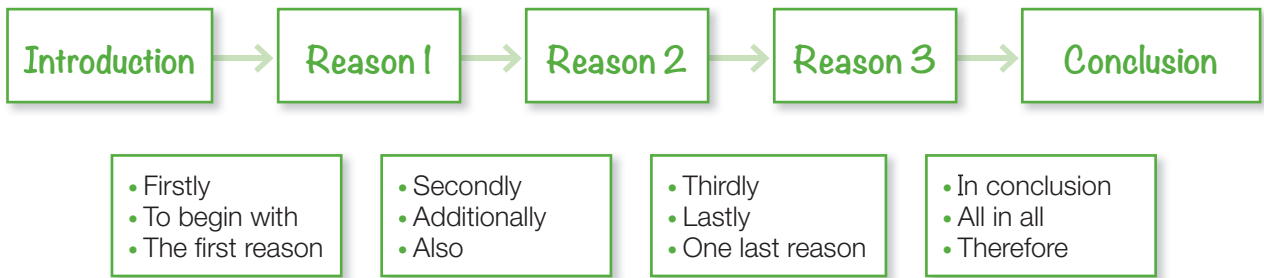 Introduction
Reason 1
Reason 2
Reason 3
Conclusion
• Firstly
• To begin with
• The first reason
• Secondly
• Additionally
• Also
• Thirdly
• Lastly
• One last reason
• In conclusion
• All in all
• Therefore